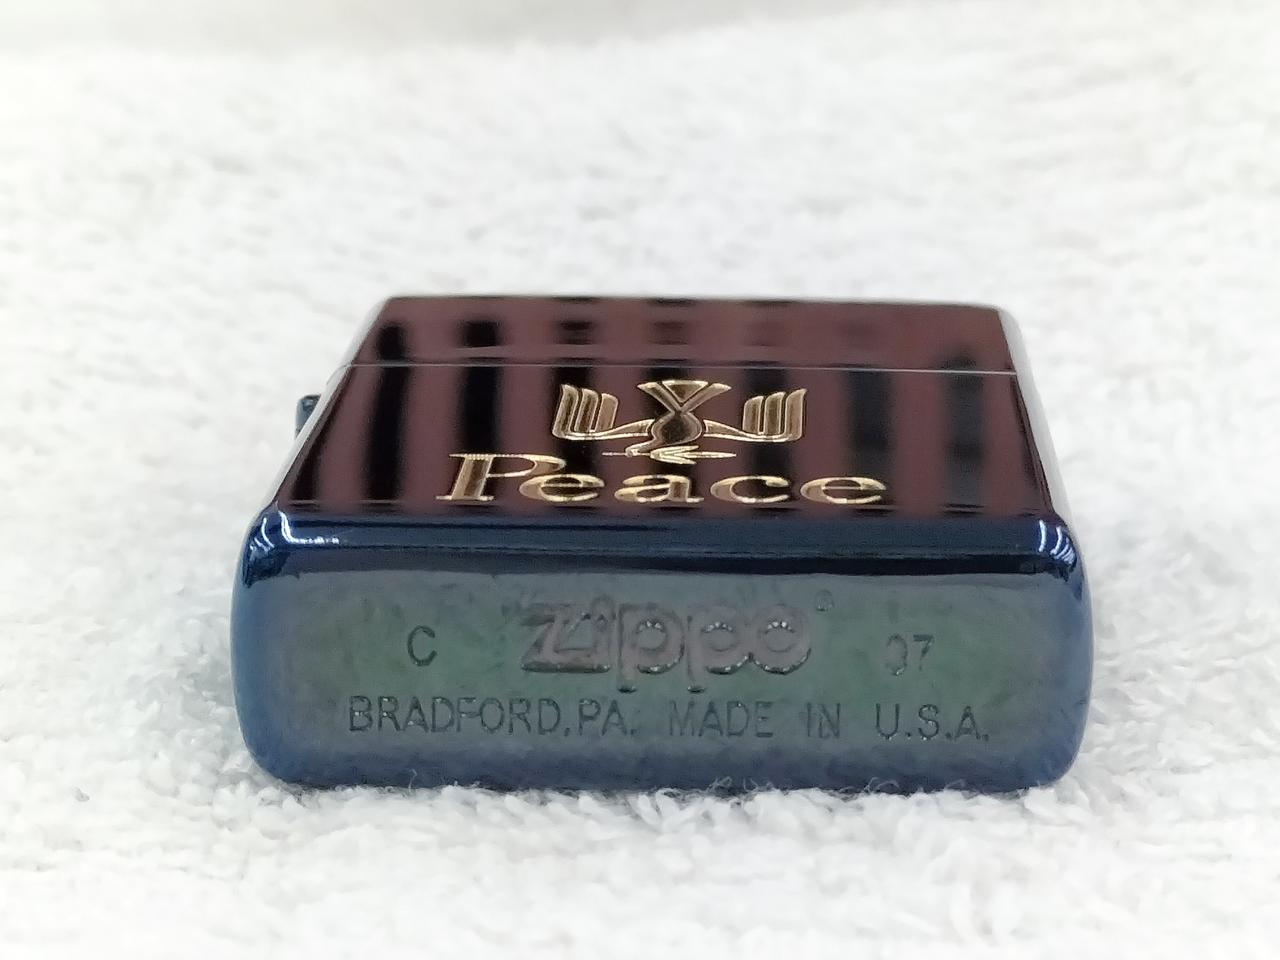 Peace
C Zippo® 07
BRADFORD,PA. MADE IN U.S.A.